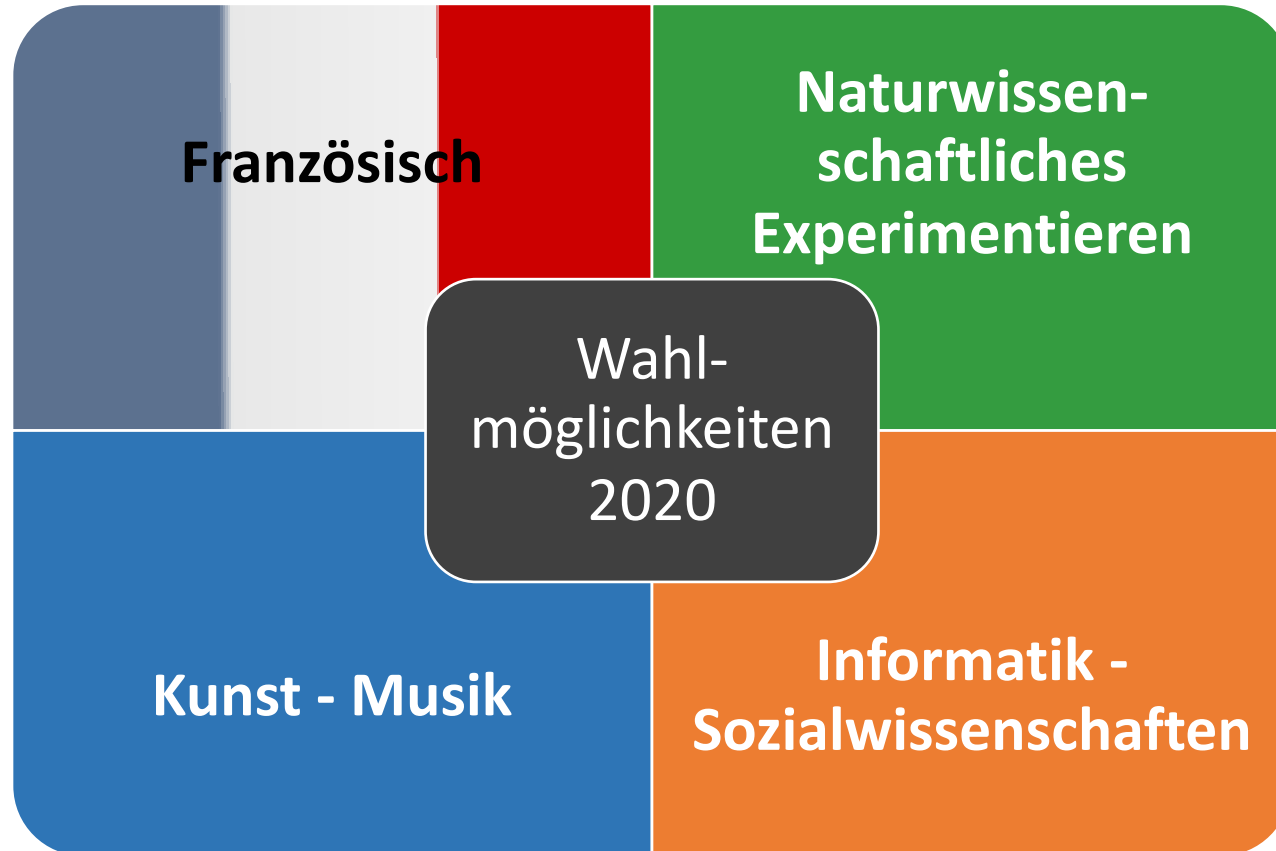 Französisch
Naturwissen-
schaftliches
Experimentieren
Wahl-
möglichkeiten
2020
Kunst - Musik
Informatik -
Sozialwissenschaften